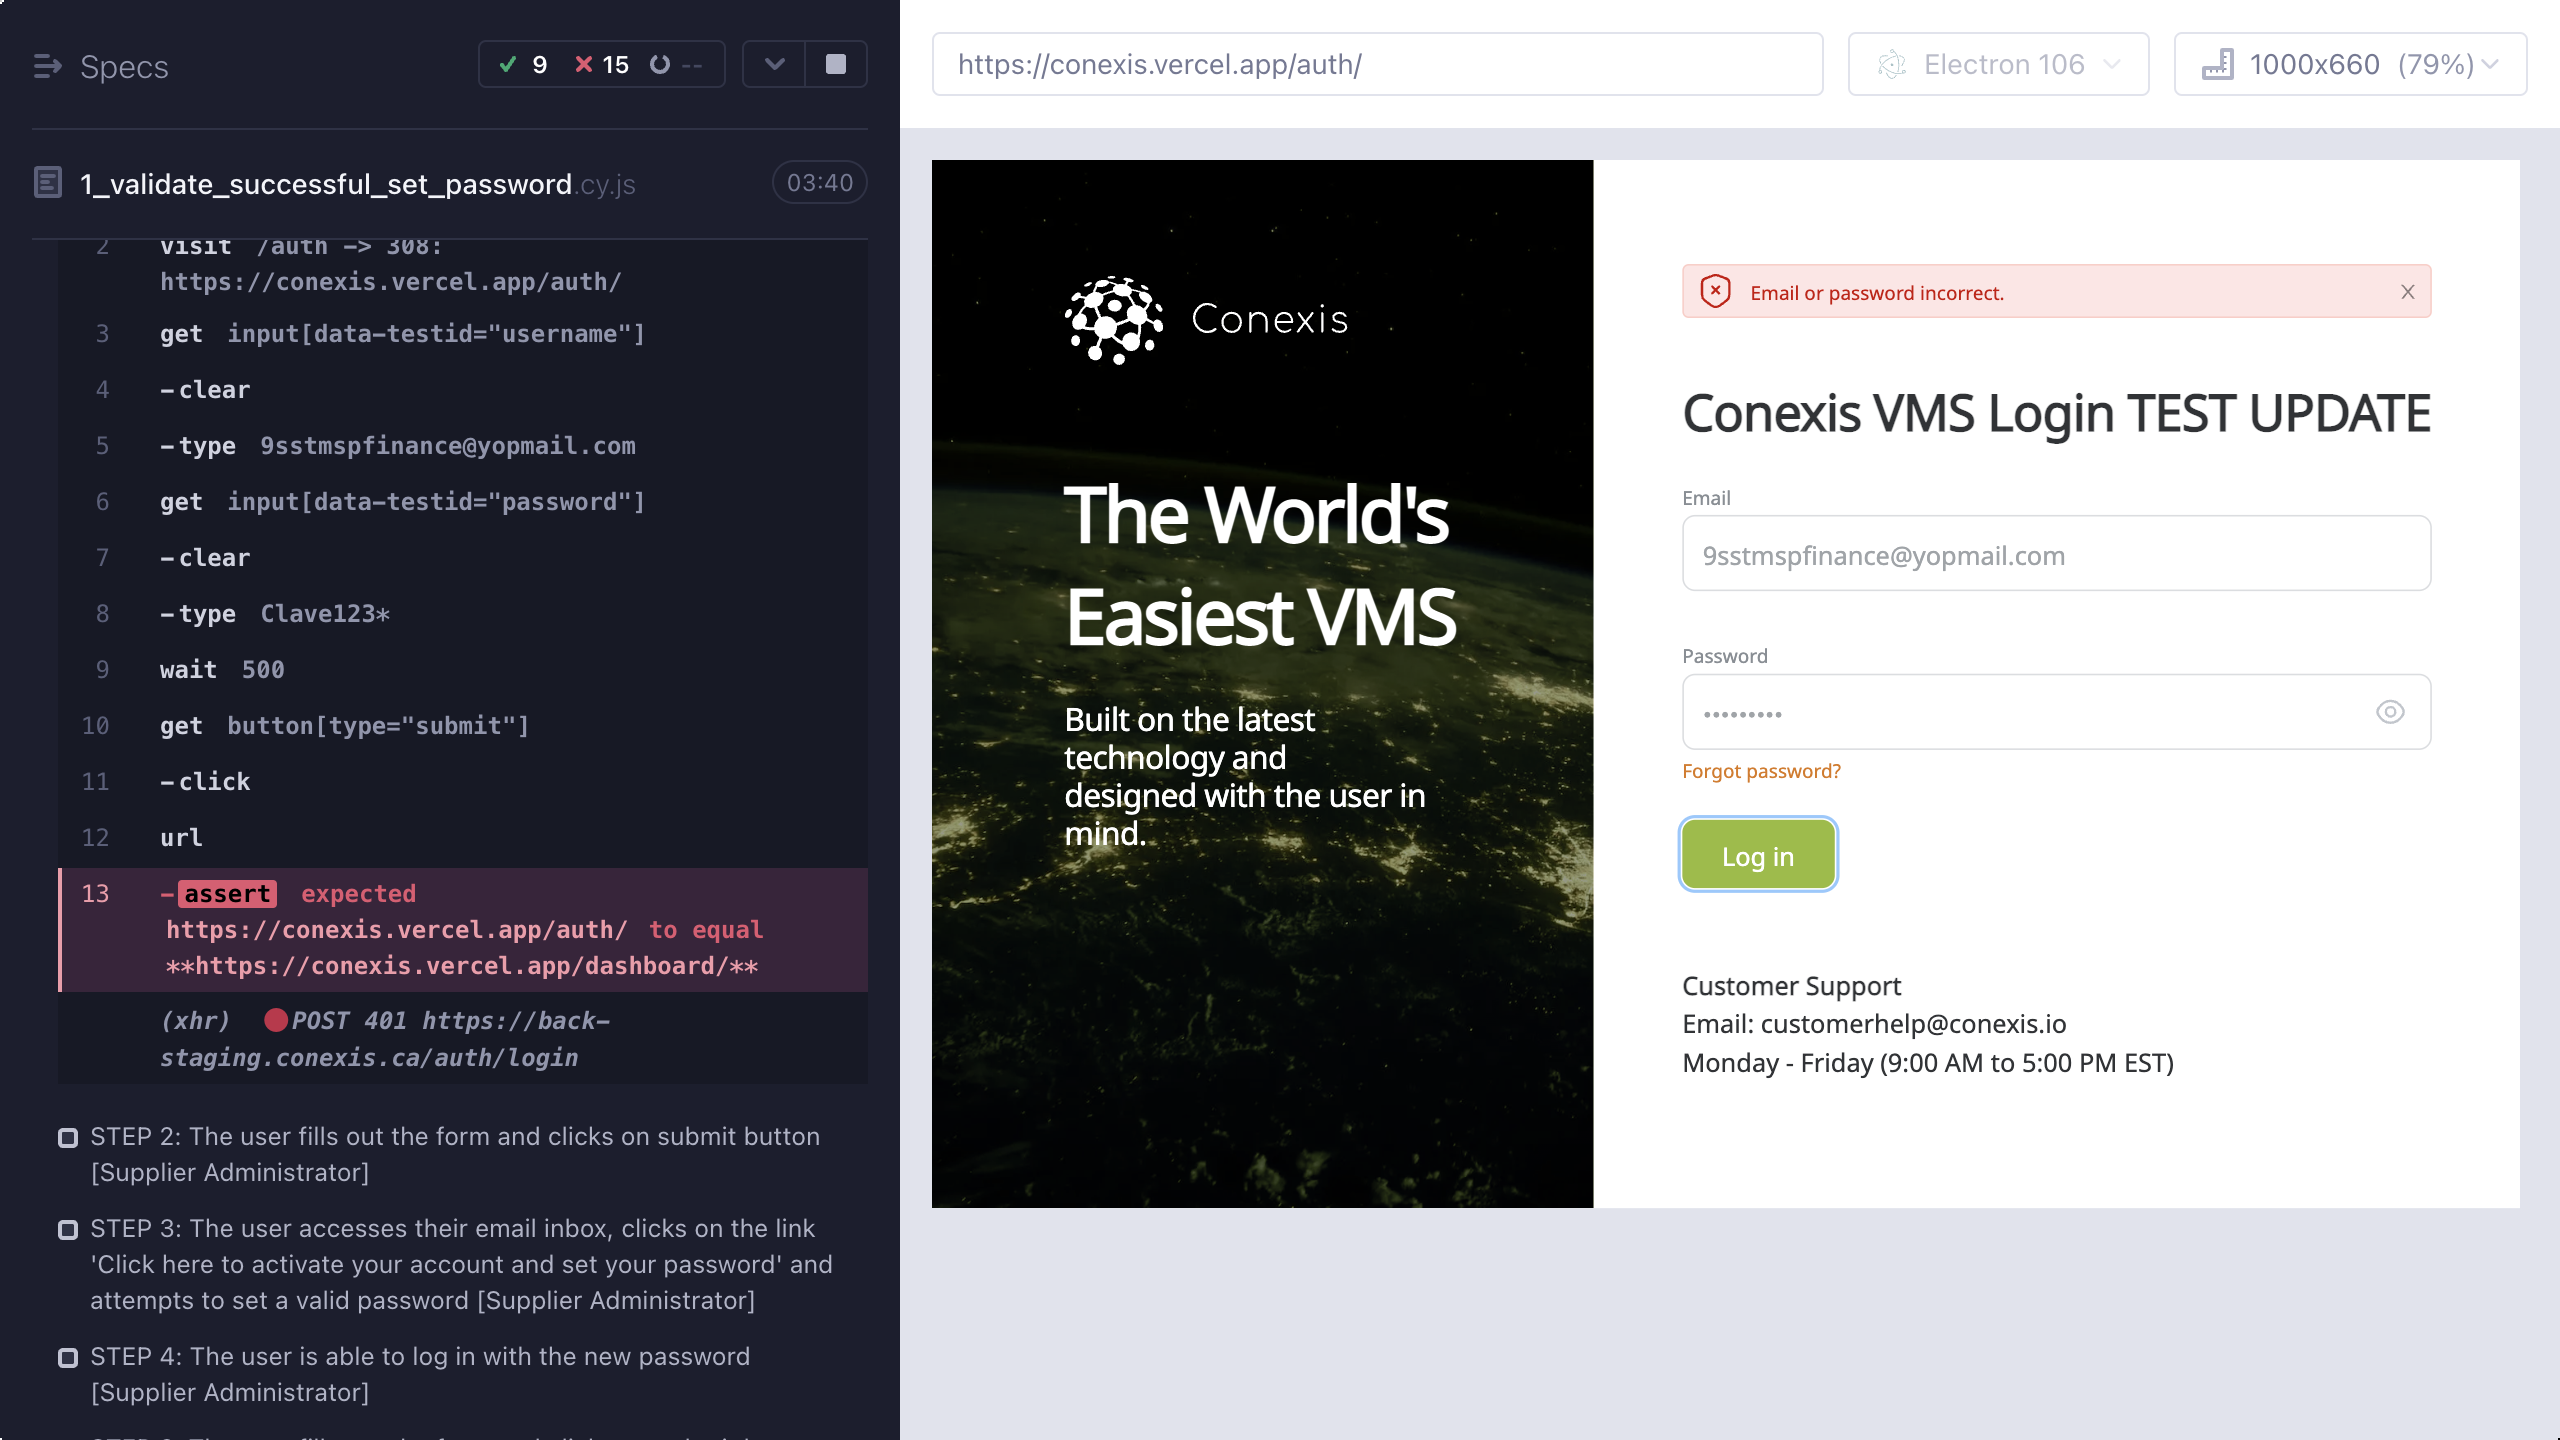 Specs
9 15 --
1_validate_successful_set_password.cy.js 03:40
2 visit /auth -> 308:
https://conexis.vercel.app/auth/
3 get input[data-testid="username"]
4 -clear
5 -type 9sstmspfinance@yopmail.com
6 get input[data-testid="password"]
7 -clear
8 -type Clave123*
9 wait 500
10 get button[type="submit"]
11 -click
12 url
13 -assert expected
https://conexis.vercel.app/auth/ to equal
**https://conexis.vercel.app/dashboard/**
(xhr) POST 401 https://back-
staging.conexis.ca/auth/login
STEP 2: The user fills out the form and clicks on submit button
[Supplier Administrator]
STEP 3: The user accesses their email inbox, clicks on the link
'Click here to activate your account and set your password' and
attempts to set a valid password [Supplier Administrator]
STEP 4: The user is able to log in with the new password
[Supplier Administrator]
https://conexis.vercel.app/auth/
Electron 106
1000x660 (79%)
Conexis
The World's
Easiest VMS
Built on the latest
technology and
designed with the user in
mind.
Email or password incorrect.
Conexis VMS Login TEST UPDATE
Email
9sstmspfinance@yopmail.com
Password
•••••••••
Forgot password?
Log in
Customer Support
Email: customerhelp@conexis.io
Monday - Friday (9:00 AM to 5:00 PM EST)